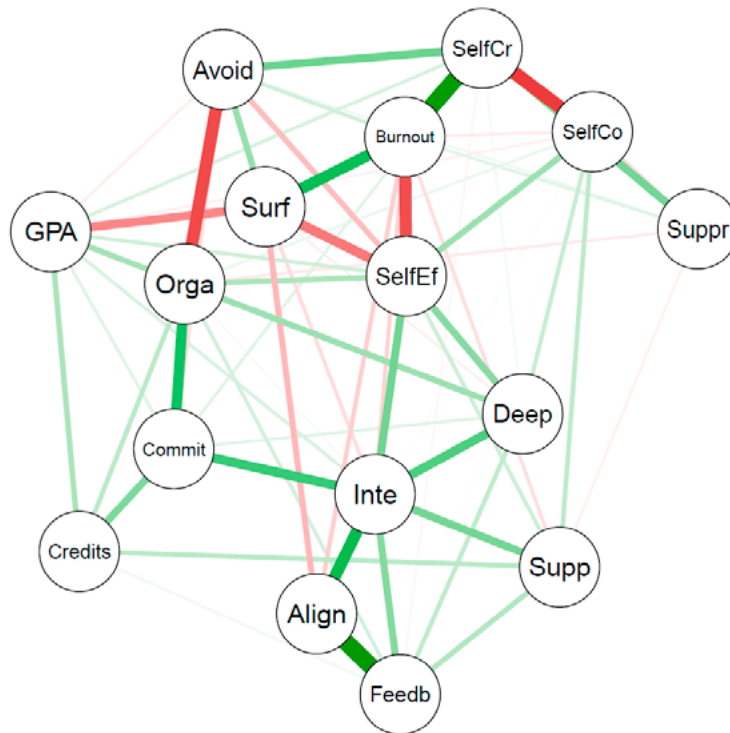 SelfCr
Avoid
Burnout
SelfCo
Surf
GPA
Suppr
Orga
SelfEf
Deep
Commit
Inte
Credits
Supp
Align
Feedb